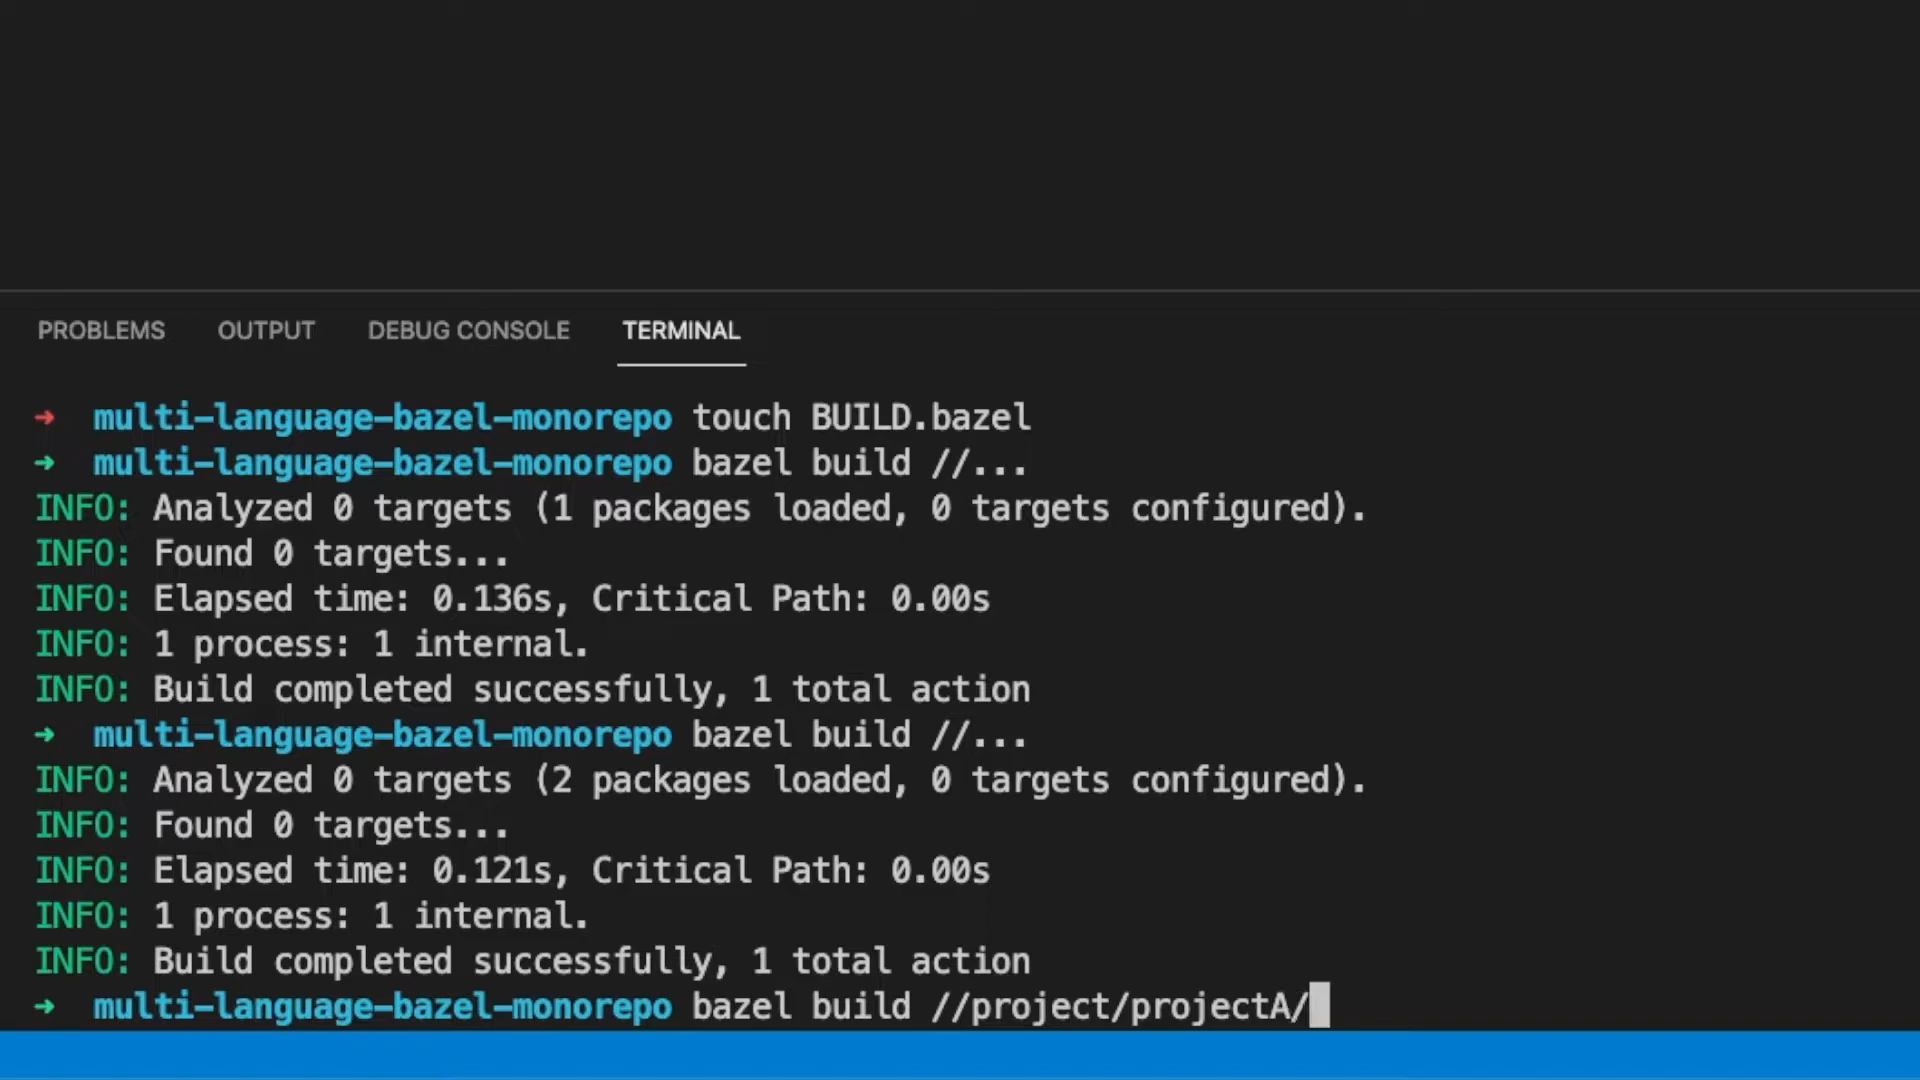 PROBLEMS OUTPUT DEBUG CONSOLE TERMINAL
➜ multi-language-bazel-monorepo touch BUILD.bazel
➜ multi-language-bazel-monorepo bazel build //...
INFO: Analyzed 0 targets (1 packages loaded, 0 targets configured).
INFO: Found 0 targets...
INFO: Elapsed time: 0.136s, Critical Path: 0.00s
INFO: 1 process: 1 internal.
INFO: Build completed successfully, 1 total action
➜ multi-language-bazel-monorepo bazel build //...
INFO: Analyzed 0 targets (2 packages loaded, 0 targets configured).
INFO: Found 0 targets...
INFO: Elapsed time: 0.121s, Critical Path: 0.00s
INFO: 1 process: 1 internal.
INFO: Build completed successfully, 1 total action
➜ multi-language-bazel-monorepo bazel build //project/projectA/